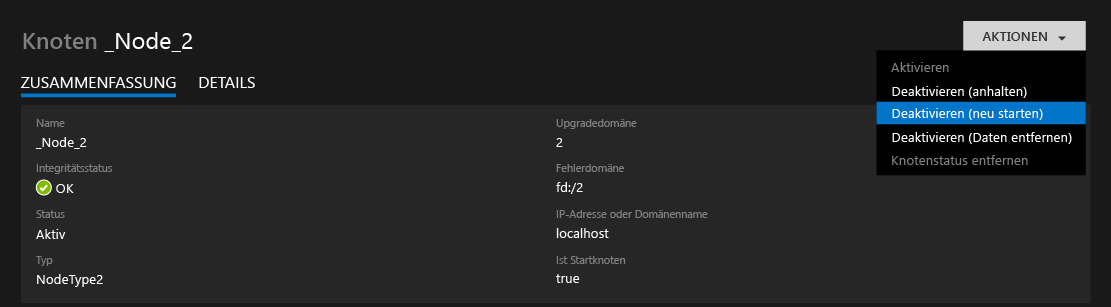 Knoten _Node_2
AKTIONEN
Aktivieren
Deaktivieren (anhalten)
Deaktivieren (neu starten)
Deaktivieren (Daten entfernen)
Knotenstatus entfernen
ZUSAMMENFASSUNG
DETAILS
Name
_Node_2
Integritätsstatus
OK
Status
Aktiv
Typ
NodeType2
Upgradedomäne
2
Fehlerdomäne
fd:/2
IP-Adresse oder Domänenname
localhost
Ist Startknoten
true